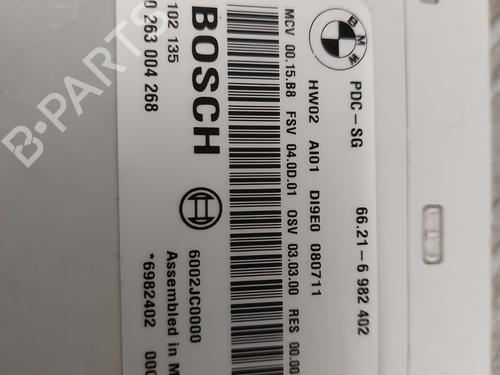 BMW
PDC-SG
66.21-6 982 402
HW02 AI01 DI9E0 080711
MCV 00.15.B8 FSV 04.0D.01 OSV 03.03.00 RES 00.00
BOSCH
6002JC0000
102 135
Assembled in M
0 263 004 268
*6982402 000
B-PARTS